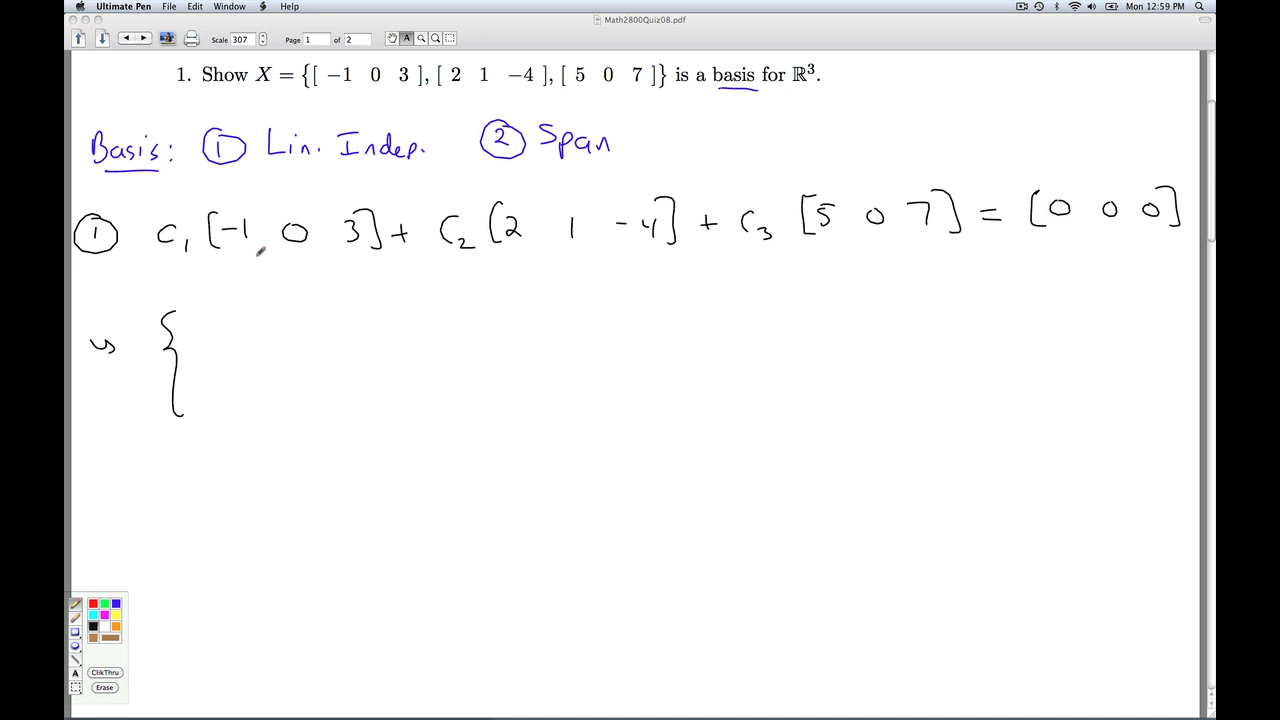 Ultimate Pen File Edit Window Help Mon 12:59 PM
Math2800Quiz08.pdf
Scale 307 Page 1 of 2 A
1. Show X = {[ −1 0 3 ], [ 2 1 −4 ], [ 5 0 7 ]} is a basis for ℝ³.
Basis: ① Lin. Indep. ② Span
① C₁ [-1 0 3] + C₂ [2 1 -4] + C₃ [5 0 7] = [0 0 0]
{
A
ClikThru
Erase